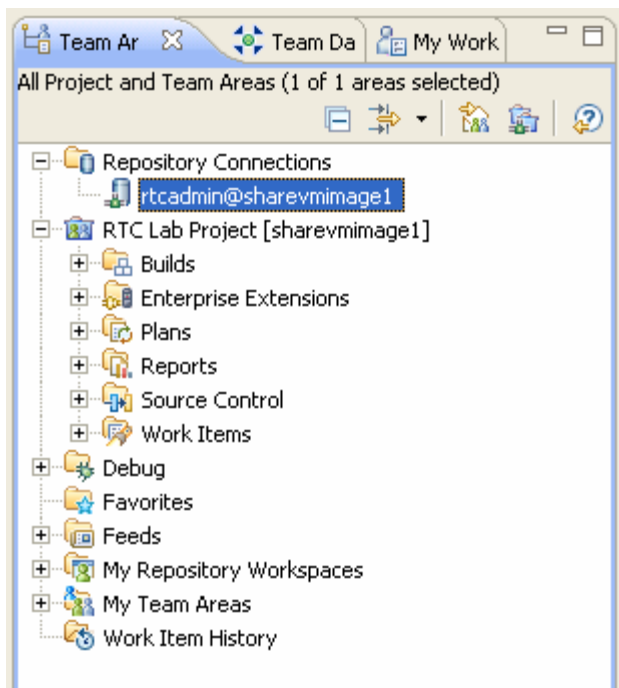 Team Ar Team Da My Work
All Project and Team Areas (1 of 1 areas selected)
Repository Connections
rtcadmin@sharevmimage1
RTC Lab Project [sharevmimage1]
Builds
Enterprise Extensions
Plans
Reports
Source Control
Work Items
Debug
Favorites
Feeds
My Repository Workspaces
My Team Areas
Work Item History